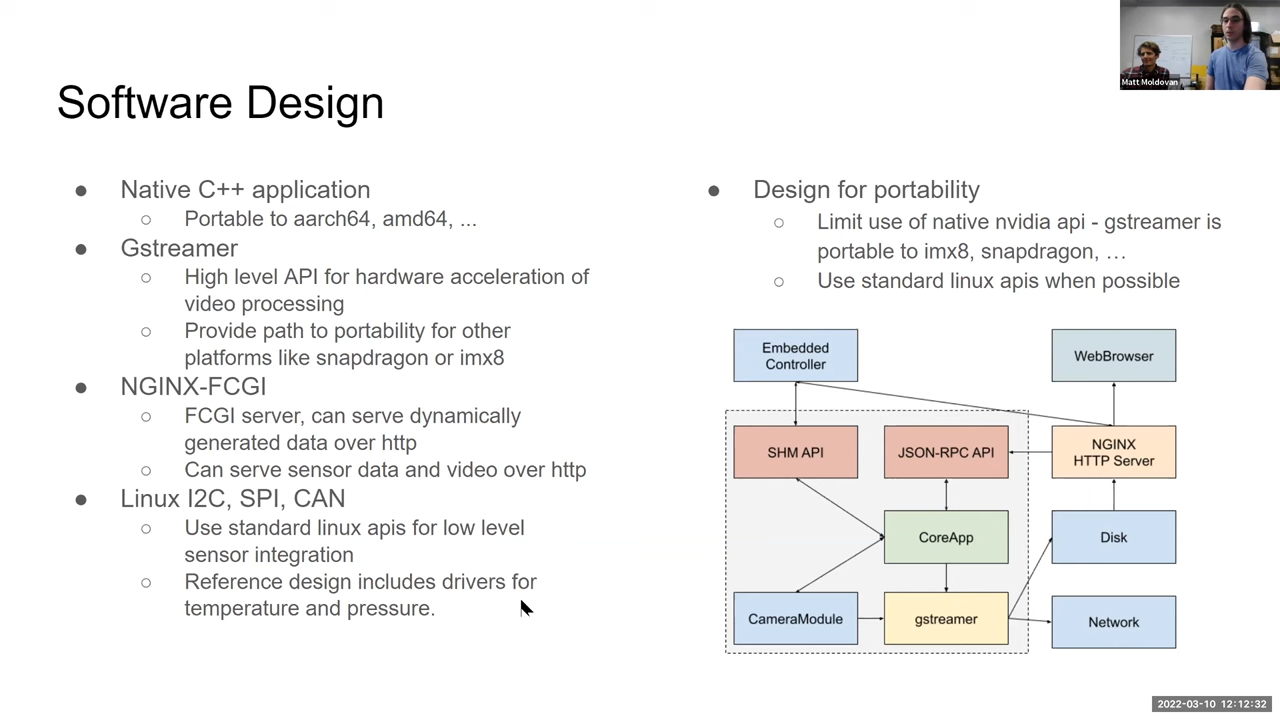 Matt Moldovan
Software Design
● Native C++ application
○ Portable to aarch64, amd64, ...
● Gstreamer
○ High level API for hardware acceleration of
video processing
○ Provide path to portability for other
platforms like snapdragon or imx8
● NGINX-FCGI
○ FCGI server, can serve dynamically
generated data over http
○ Can serve sensor data and video over http
● Linux I2C, SPI, CAN
○ Use standard linux apis for low level
sensor integration
○ Reference design includes drivers for
temperature and pressure.
● Design for portability
○ Limit use of native nvidia api - gstreamer is
portable to imx8, snapdragon, …
○ Use standard linux apis when possible
Embedded
Controller
WebBrowser
SHM API
JSON-RPC API
NGINX
HTTP Server
CoreApp
Disk
CameraModule
gstreamer
Network
2022-03-10 12:12:32